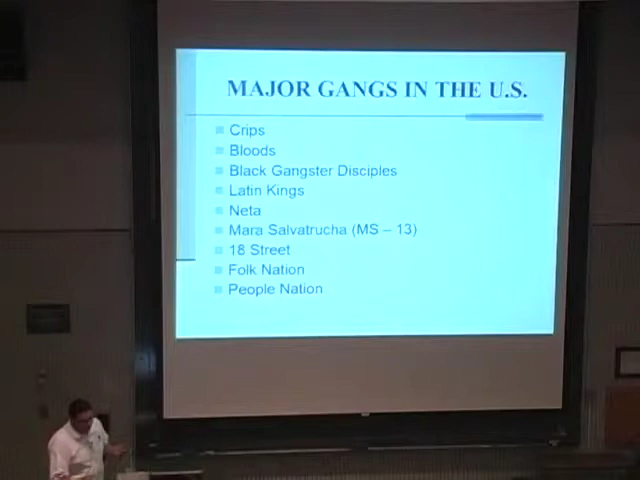 MAJOR GANGS IN THE U.S.
Crips
Bloods
Black Gangster Disciples
Latin Kings
Neta
Mara Salvatrucha (MS – 13)
18 Street
Folk Nation
People Nation